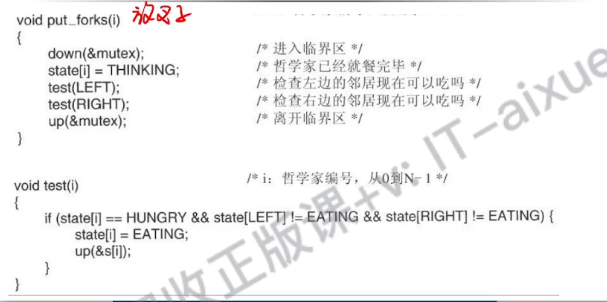 void put_forks(i) 放叉子
{
down(&mutex); /* 进入临界区 */
state[i] = THINKING; /* 哲学家已经就餐完毕 */
test(LEFT); /* 检查左边的邻居现在可以吃吗 */
test(RIGHT); /* 检查右边的邻居现在可以吃吗 */
up(&mutex); /* 离开临界区 */
}
void test(i) /* i: 哲学家编号，从0到N-1 */
{
if (state[i] == HUNGRY && state[LEFT] != EATING && state[RIGHT] != EATING) {
state[i] = EATING;
up(&s[i]);
}
}
收正版课+v: IT-aixue